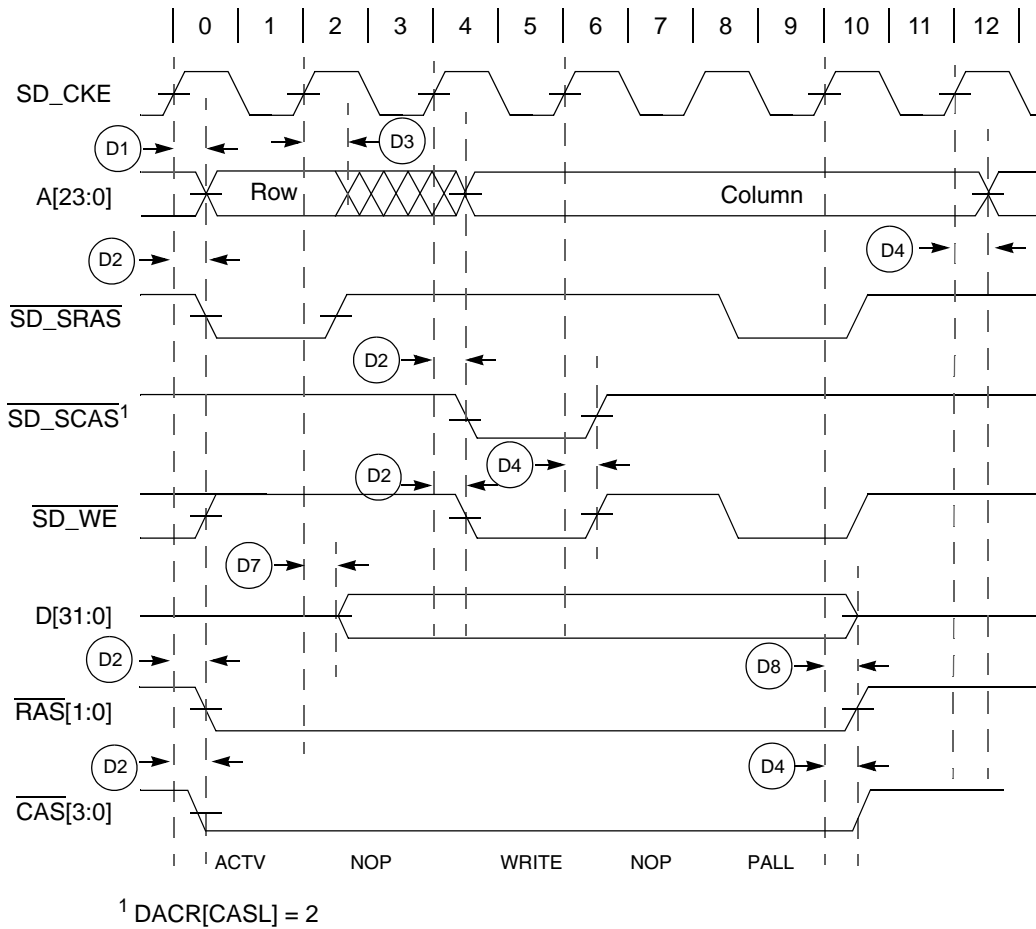 0 1 2 3 4 5 6 7 8 9 10 11 12
SD_CKE
D1
D3
A[23:0]
Row
Column
D2
D4
SD_SRAS
D2
SD_SCAS1
D2
D4
SD_WE
D7
D[31:0]
D2
D8
RAS[1:0]
D2
D4
CAS[3:0]
ACTV NOP WRITE NOP PALL
1 DACR[CASL] = 2